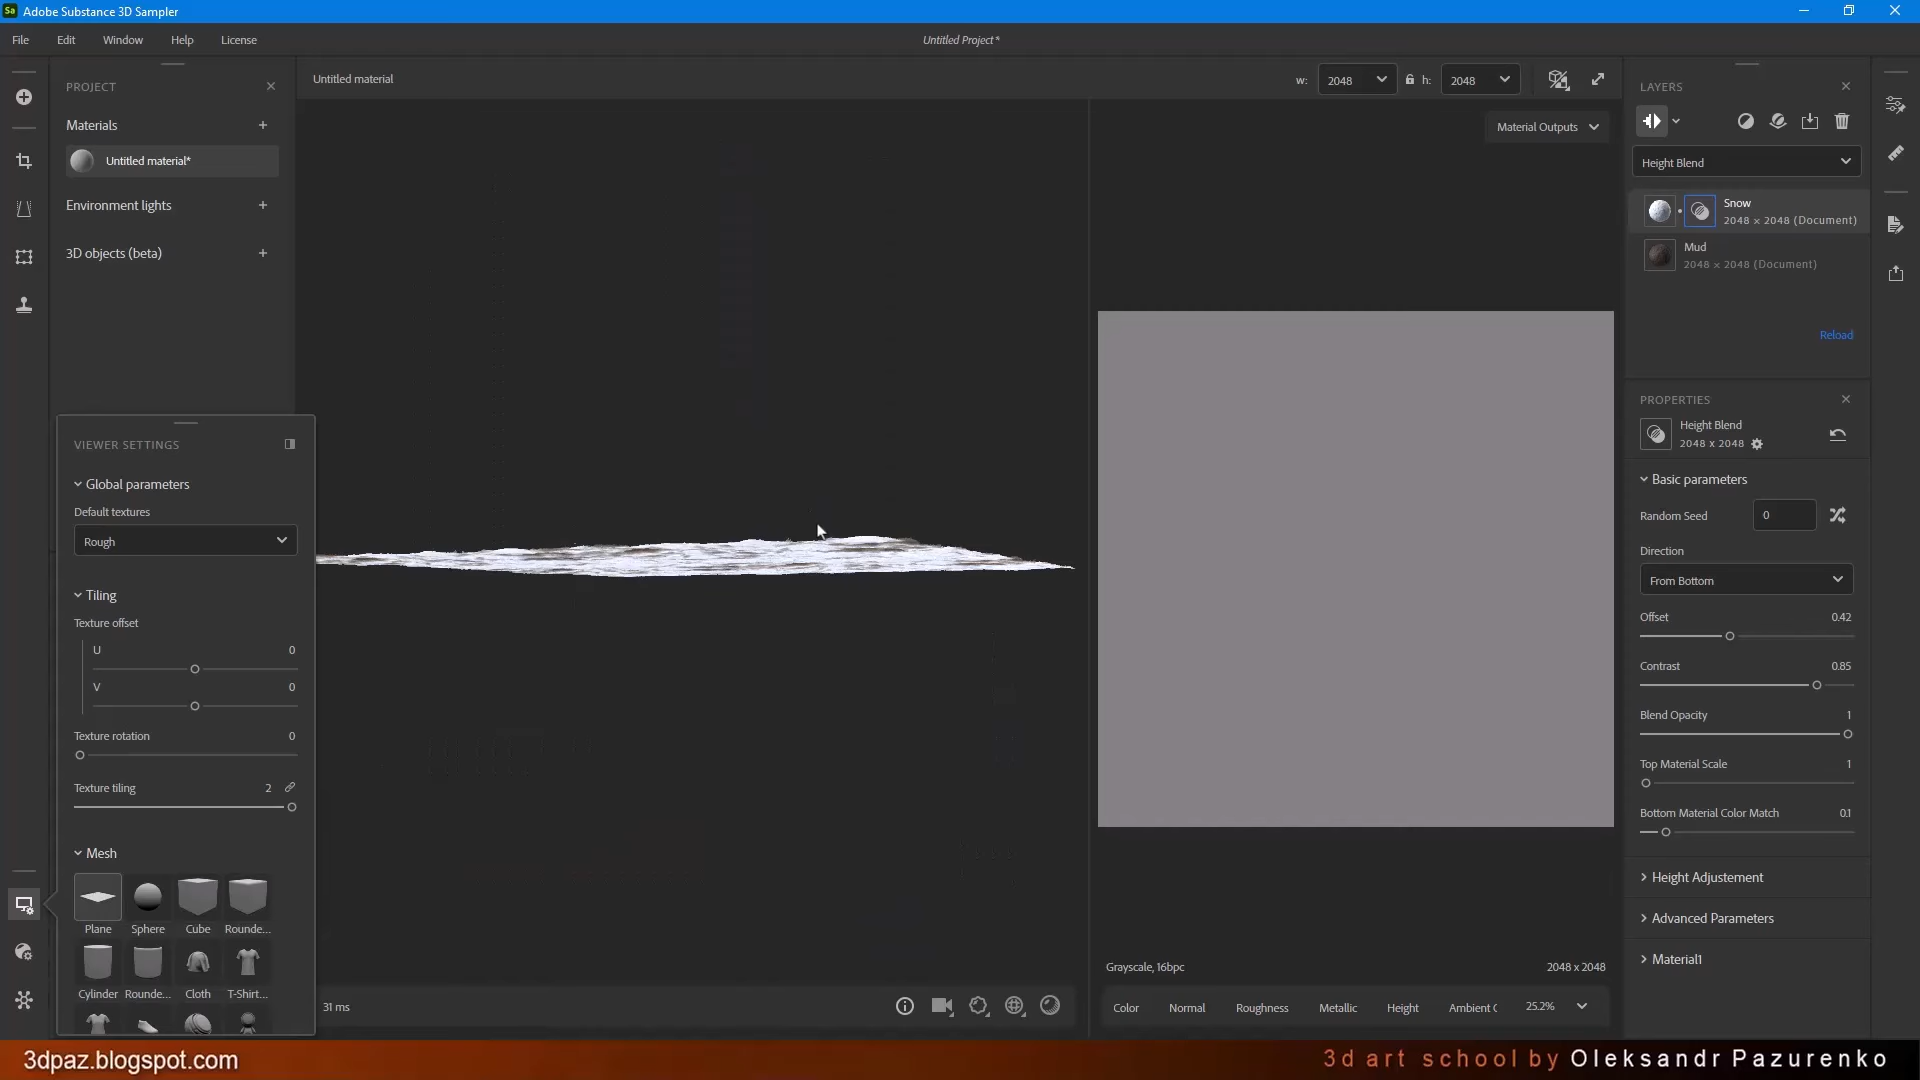 Sa Adobe Substance 3D Sampler
File Edit Window Help License
Untitled Project*
PROJECT
Materials +
Untitled material*
Environment lights +
3D objects (beta) +
Untitled material
w: 2048 h: 2048
Material Outputs
VIEWER SETTINGS
Global parameters
Default textures
Rough
Tiling
Texture offset
U 0
V 0
Texture rotation 0
Texture tiling 2
Mesh
Plane Sphere Cube Rounde...
Cylinder Rounde... Cloth T-Shirt...
31 ms
Grayscale, 16bpc 2048 x 2048
Color Normal Roughness Metallic Height Ambient 25.2%
LAYERS
Height Blend
Snow
2048 × 2048 (Document)
Mud
2048 × 2048 (Document)
Reload
PROPERTIES
Height Blend
2048 x 2048
Basic parameters
Random Seed 0
Direction
From Bottom
Offset 0.42
Contrast 0.85
Blend Opacity 1
Top Material Scale 1
Bottom Material Color Match 0.1
Height Adjustement
Advanced Parameters
Material1
3dpaz.blogspot.com
3d art school by Oleksandr Pazurenko